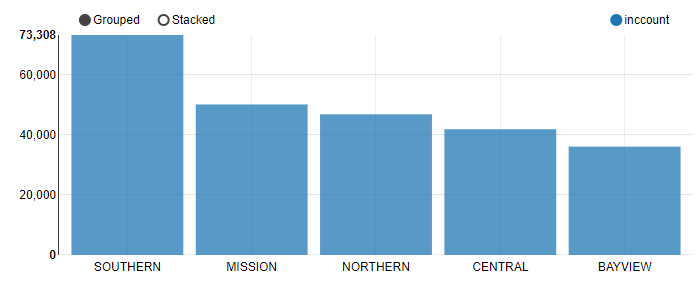 Grouped Stacked inccount
73,308
60,000
40,000
20,000
0
SOUTHERN MISSION NORTHERN CENTRAL BAYVIEW